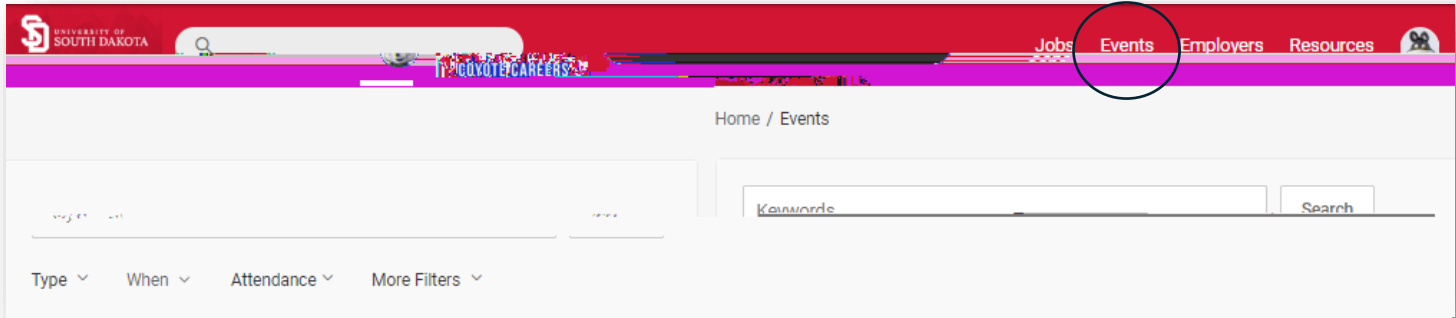 UNIVERSITY OF
SOUTH DAKOTA
Jobs Events Employers Resources
COYOTE CAREERS
Home / Events
Keywords Search
Type When Attendance More Filters